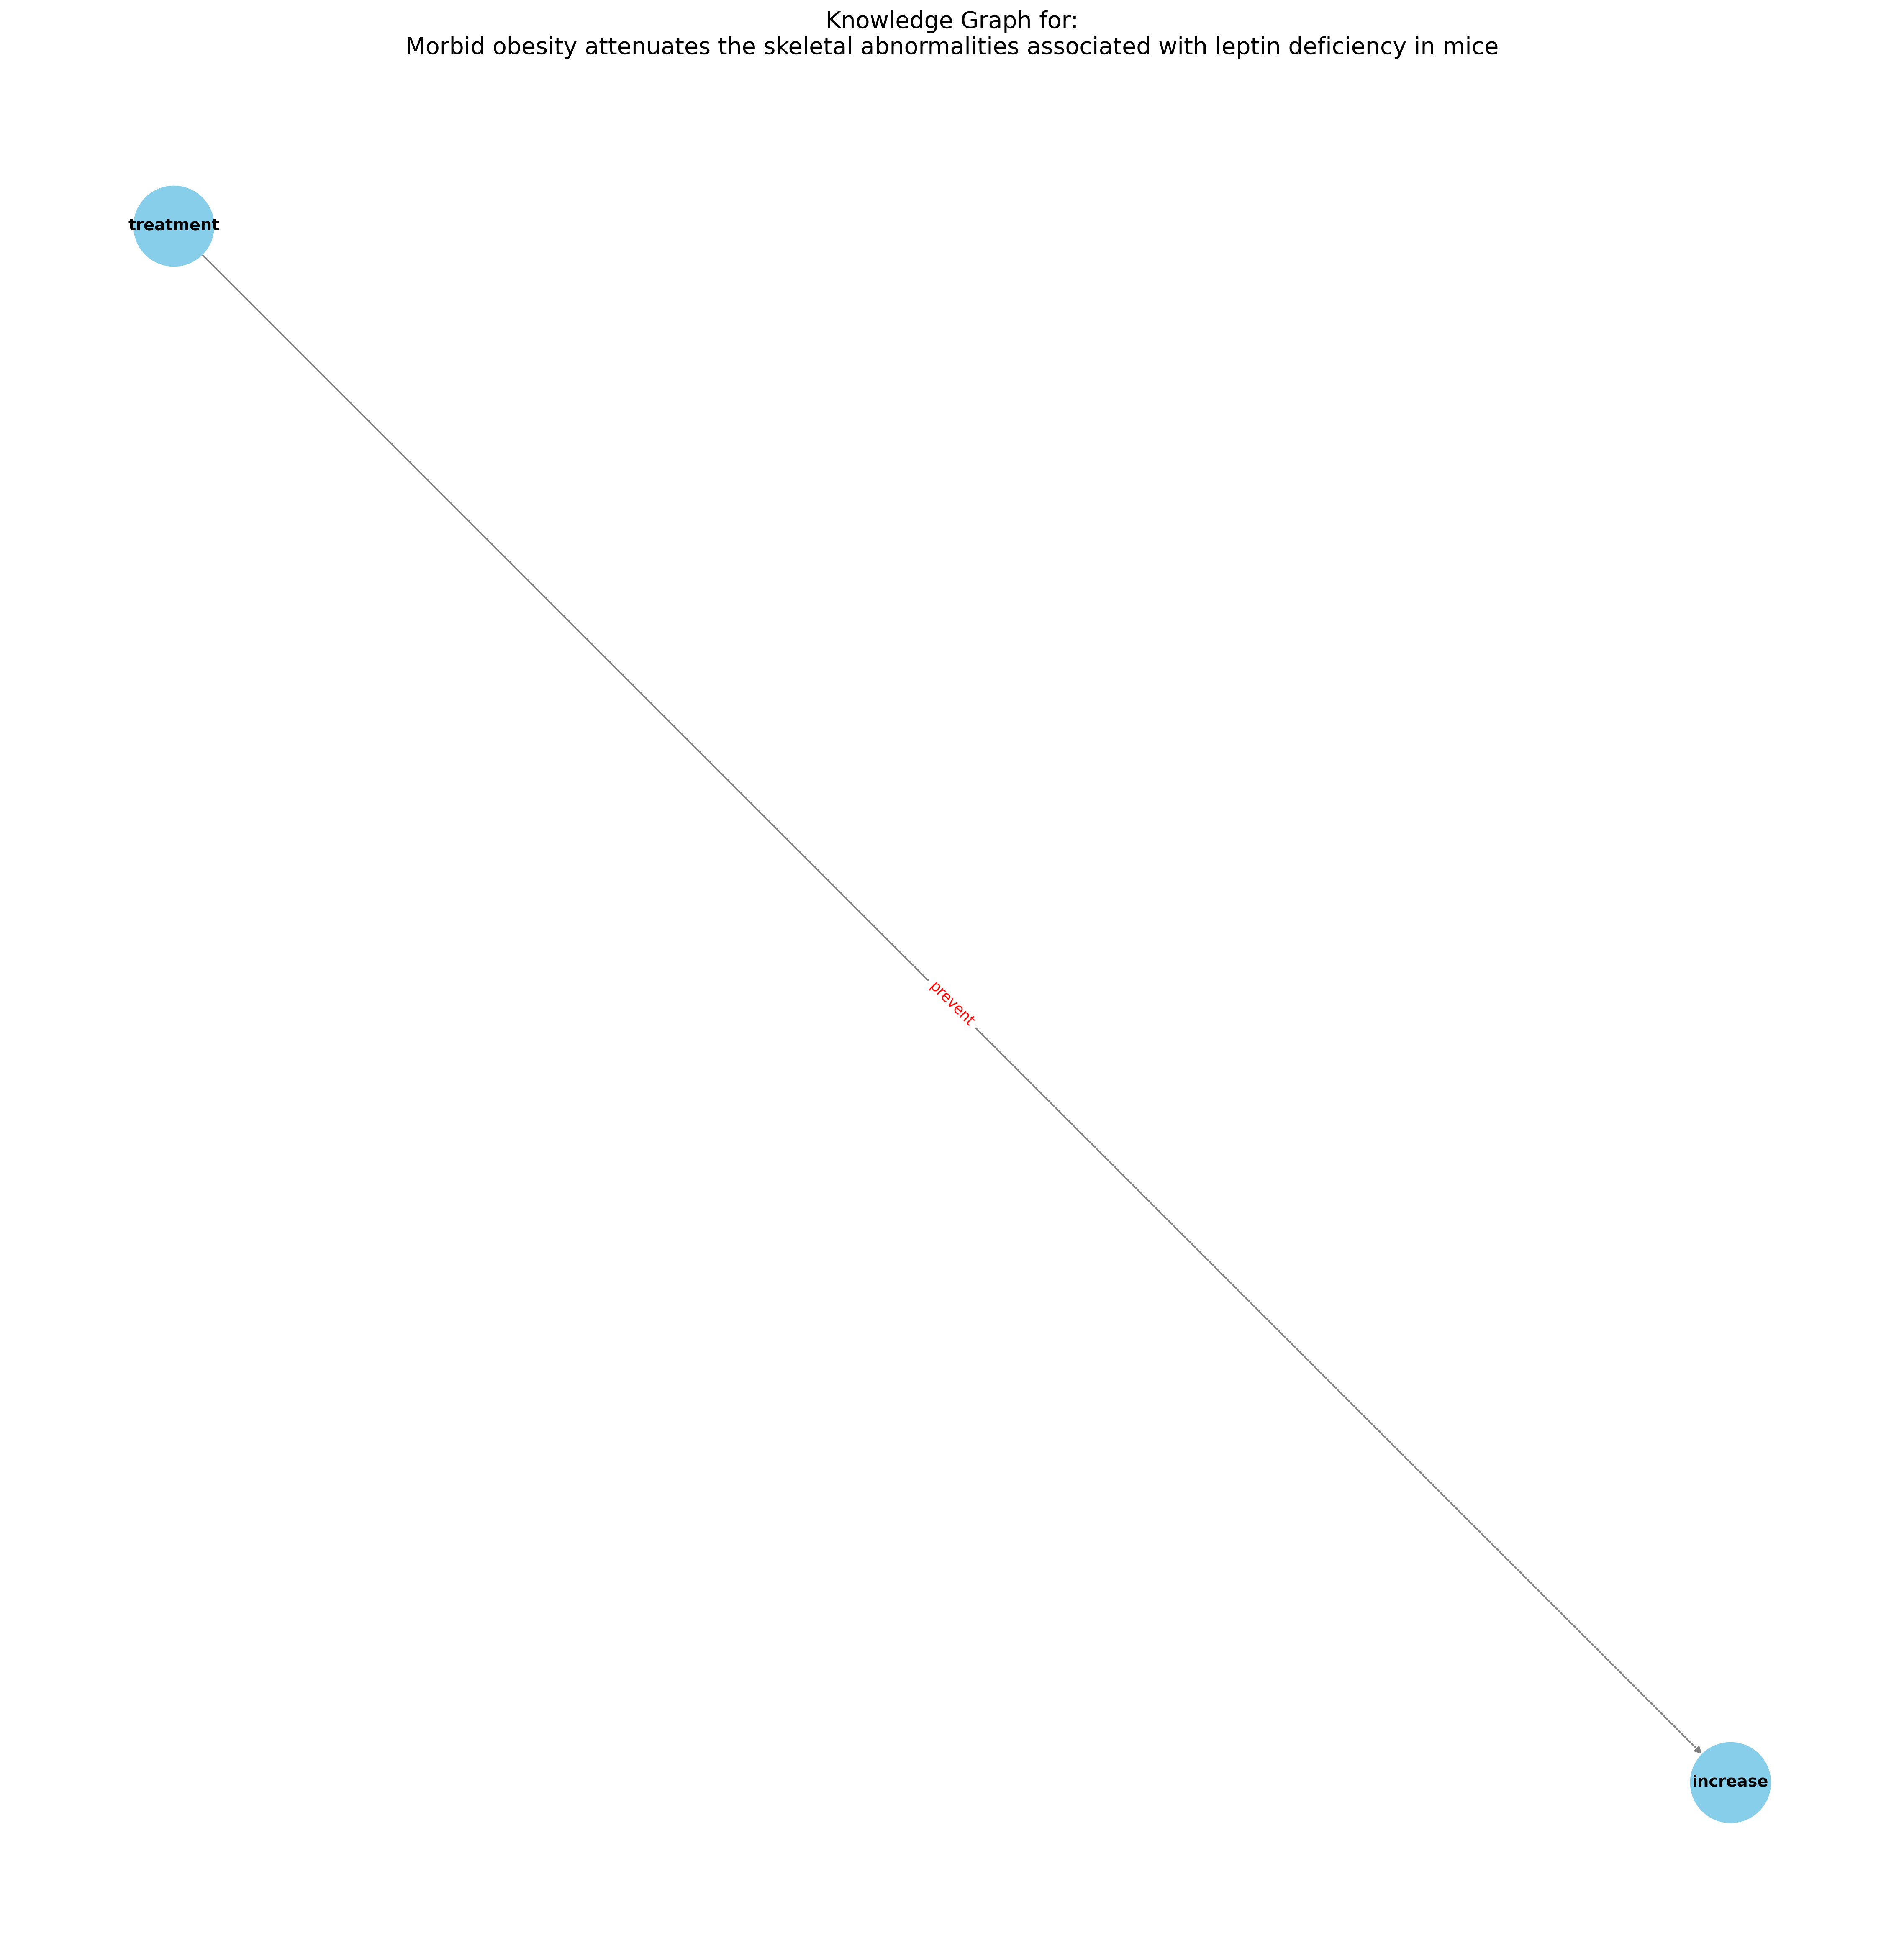 Knowledge Graph for:
Morbid obesity attenuates the skeletal abnormalities associated with leptin deficiency in mice
treatment
prevent
increase